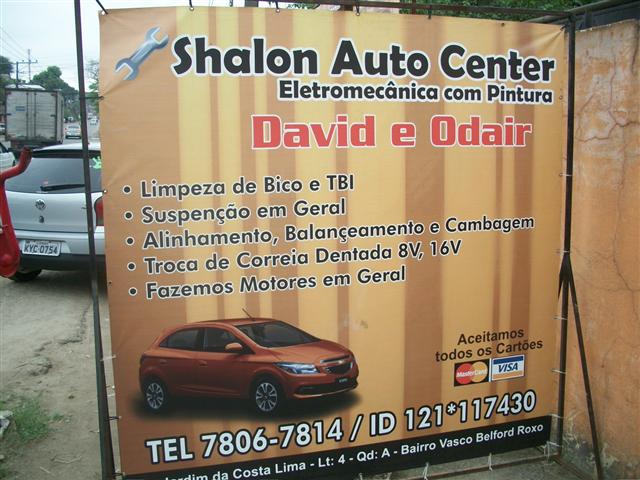 Shalon Auto Center
Eletromecânica com Pintura
David e Odair
• Limpeza de Bico e TBI
• Suspenção em Geral
• Alinhamento, Balançeamento e Cambagem
• Troca de Correia Dentada 8V, 16V
• Fazemos Motores em Geral
Aceitamos
todos os Cartões
MasterCard
VISA
TEL 7806-7814 / ID 121*117430
Jardim da Costa Lima - Lt: 4 - Qd: A - Bairro Vasco Belford Roxo
KYC 0754